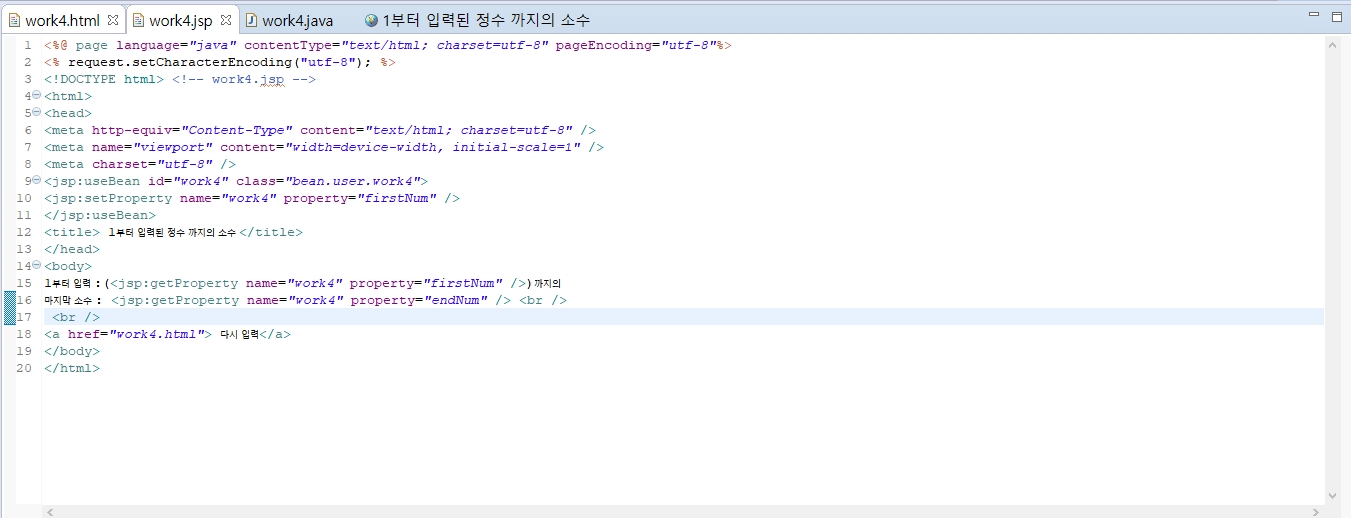 work4.html work4.jsp work4.java 1부터 입력된 정수 까지의 소수
1 <%@ page language="java" contentType="text/html; charset=utf-8" pageEncoding="utf-8"%>
2 <% request.setCharacterEncoding("utf-8"); %>
3 <!DOCTYPE html> <!-- work4.jsp -->
4 <html>
5 <head>
6 <meta http-equiv="Content-Type" content="text/html; charset=utf-8" />
7 <meta name="viewport" content="width=device-width, initial-scale=1" />
8 <meta charset="utf-8" />
9 <jsp:useBean id="work4" class="bean.user.work4">
10 <jsp:setProperty name="work4" property="firstNum" />
11 </jsp:useBean>
12 <title> 1부터 입력된 정수 까지의 소수 </title>
13 </head>
14 <body>
15 1부터 입력 : (<jsp:getProperty name="work4" property="firstNum" />) 까지의
16 마지막 소수 : <jsp:getProperty name="work4" property="endNum" /> <br />
17 <br />
18 <a href="work4.html"> 다시 입력</a>
19 </body>
20 </html>